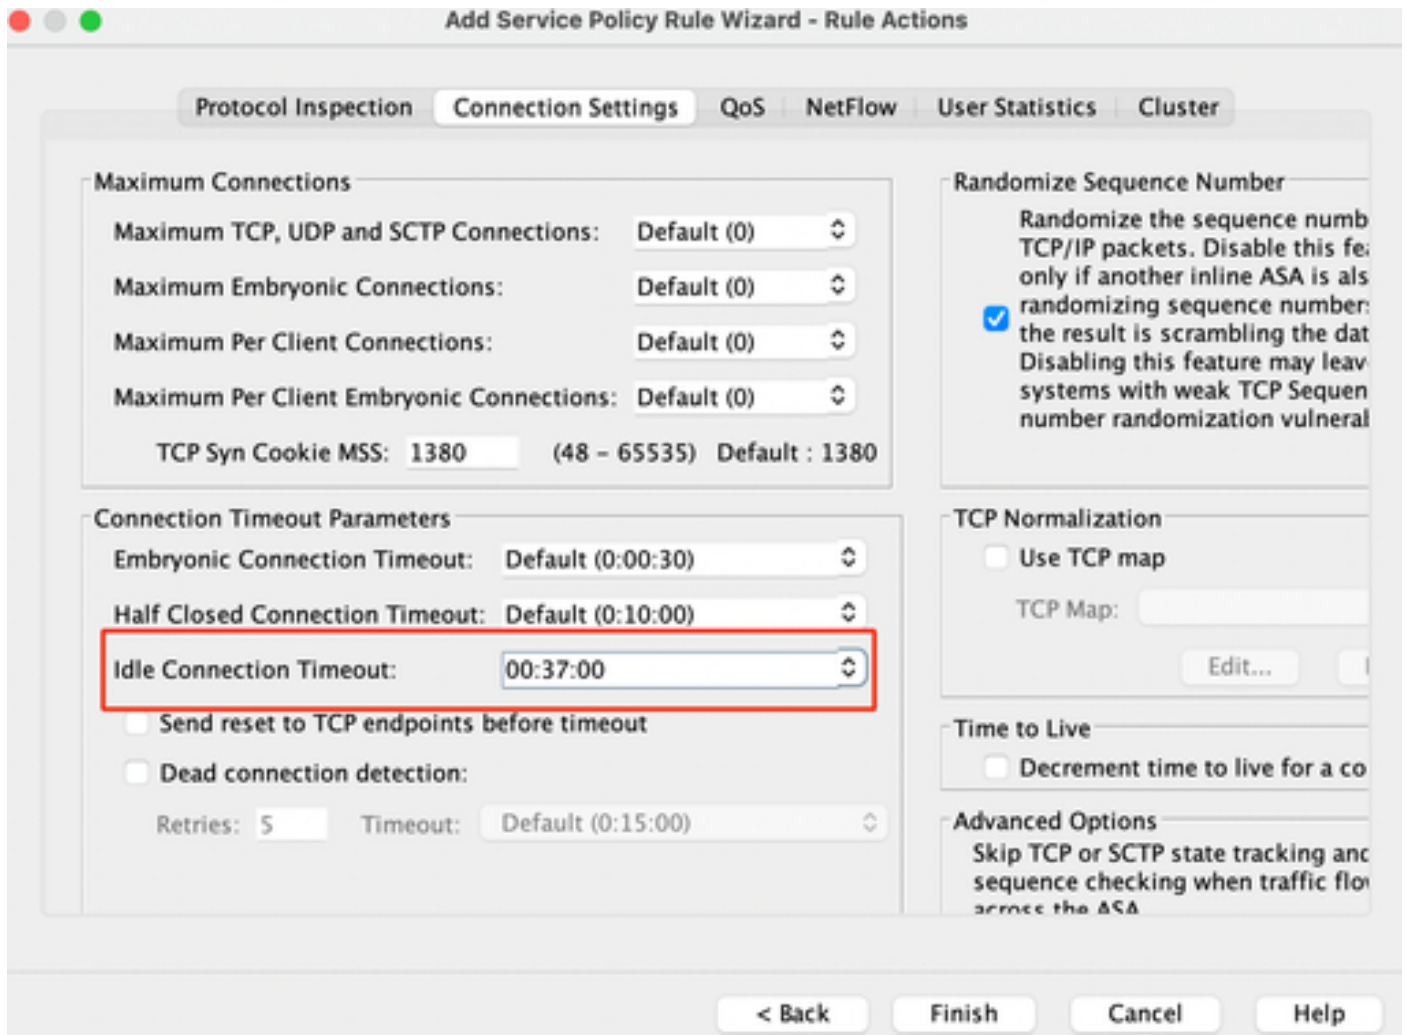 Add Service Policy Rule Wizard - Rule Actions
Protocol Inspection Connection Settings QoS NetFlow User Statistics Cluster
Maximum Connections
Maximum TCP, UDP and SCTP Connections: Default (0)
Maximum Embryonic Connections: Default (0)
Maximum Per Client Connections: Default (0)
Maximum Per Client Embryonic Connections: Default (0)
TCP Syn Cookie MSS: 1380 (48 - 65535) Default : 1380
Connection Timeout Parameters
Embryonic Connection Timeout: Default (0:00:30)
Half Closed Connection Timeout: Default (0:10:00)
Idle Connection Timeout: 00:37:00
Send reset to TCP endpoints before timeout
Dead connection detection:
Retries: 5 Timeout: Default (0:15:00)
Randomize Sequence Number
Randomize the sequence numb
TCP/IP packets. Disable this fe
only if another inline ASA is als
randomizing sequence number
the result is scrambling the dat
Disabling this feature may leav
systems with weak TCP Sequen
number randomization vulneral
TCP Normalization
Use TCP map
TCP Map:
Edit...
Time to Live
Decrement time to live for a co
Advanced Options
Skip TCP or SCTP state tracking and
sequence checking when traffic flo
across the ASA
< Back Finish Cancel Help